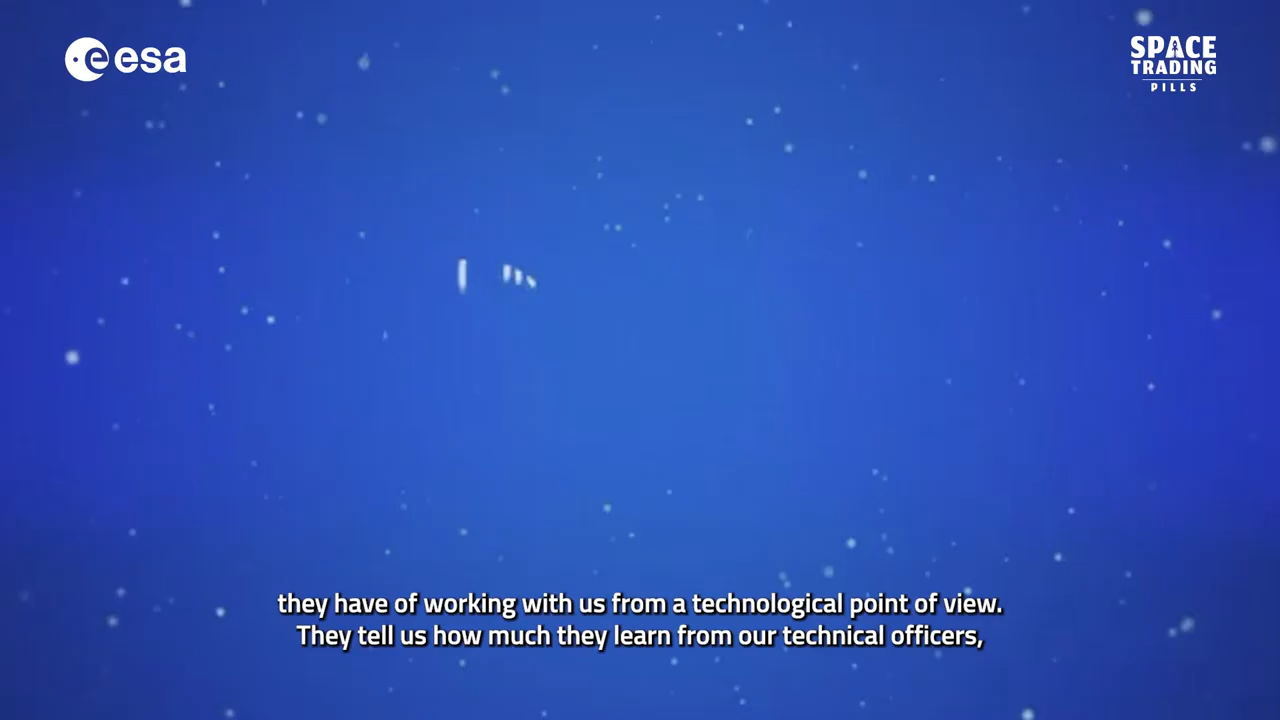 esa
SPACE
TRADING
PILLS
they have of working with us from a technological point of view.
They tell us how much they learn from our technical officers,